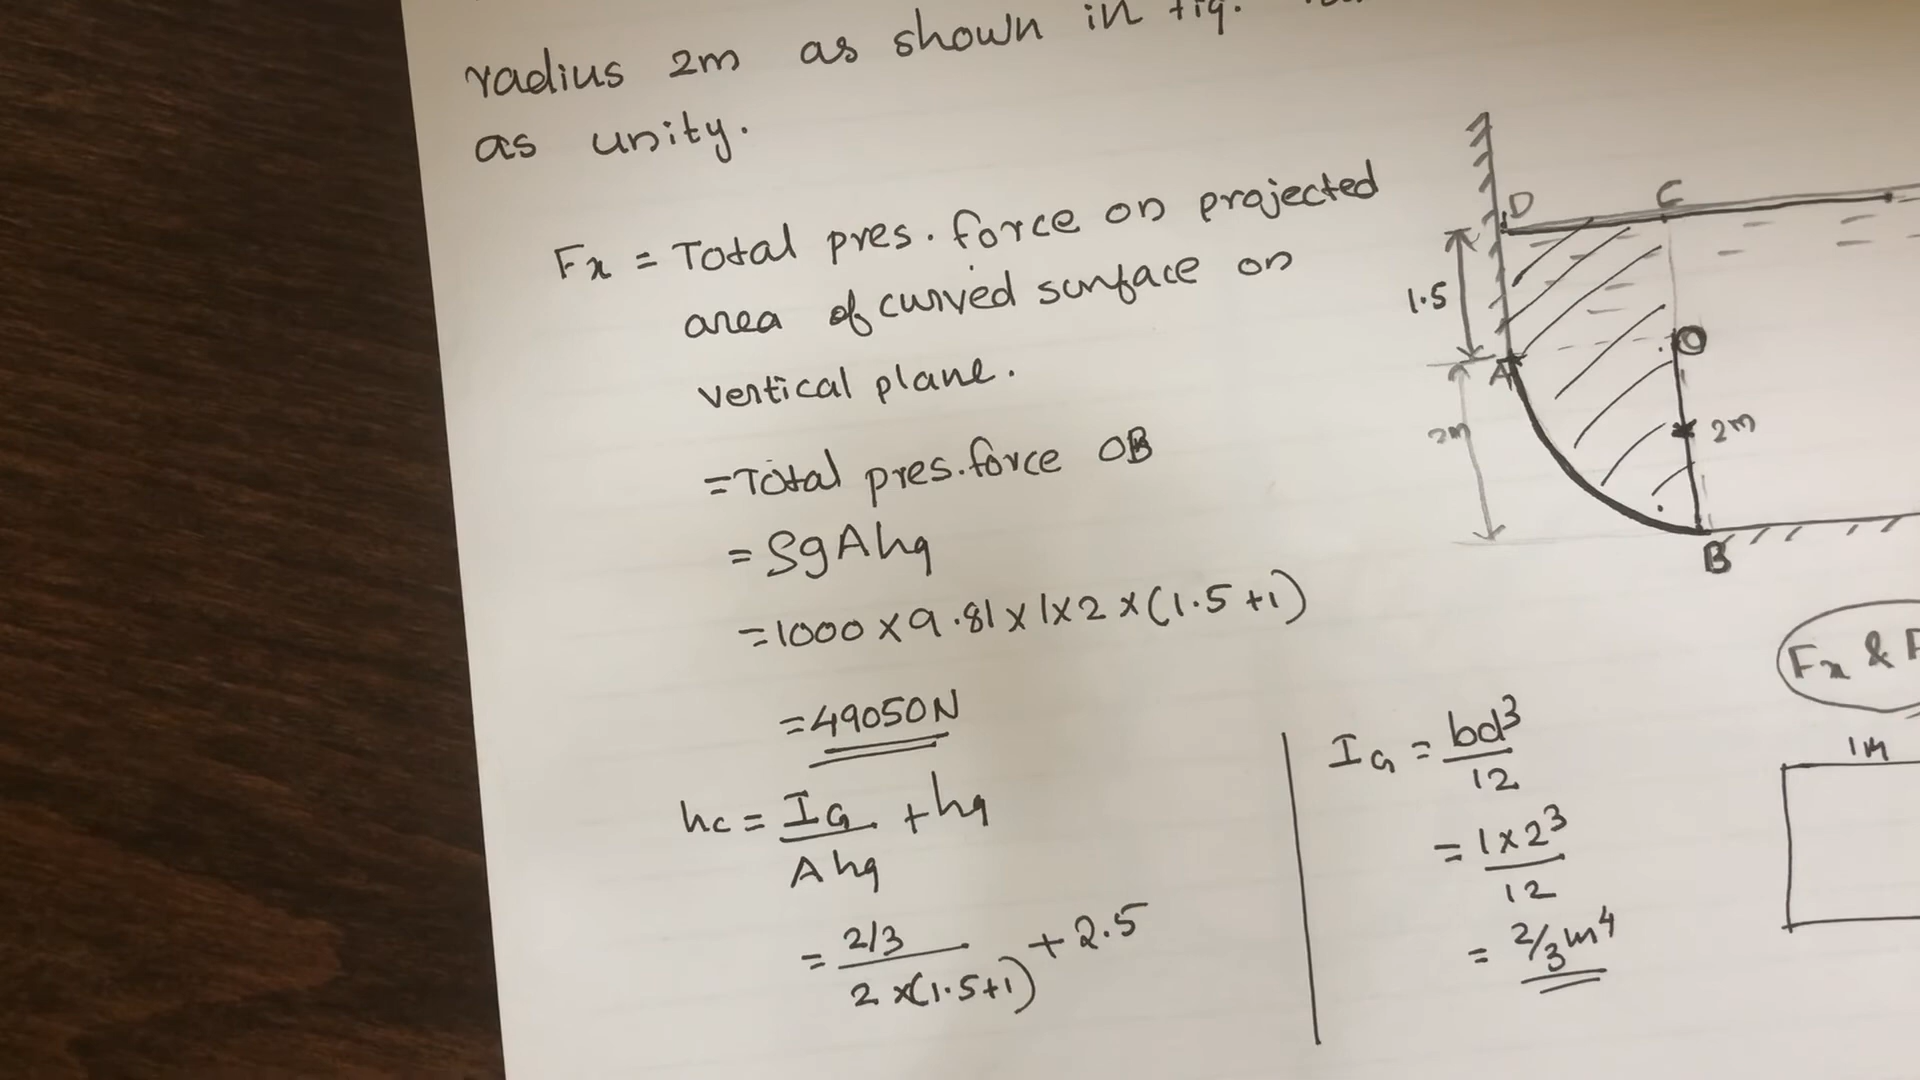 radius 2m as shown in fig.
as unity.
Fx = Total pres. force on projected
area of curved surface on
vertical plane.
= Total pres. force OB
= ρgAhg
= 1000 × 9.81 × 1 × 2 × (1.5 + 1)
= 49050N
hc = IG/Ahg + hg
= 2/3 / 2 × (1.5 + 1) + 2.5
IG = bd³/12
= 1 × 2³/12
= 2/3 m⁴
D C
1.5
A O
2m 2m
B
Fx &
1m